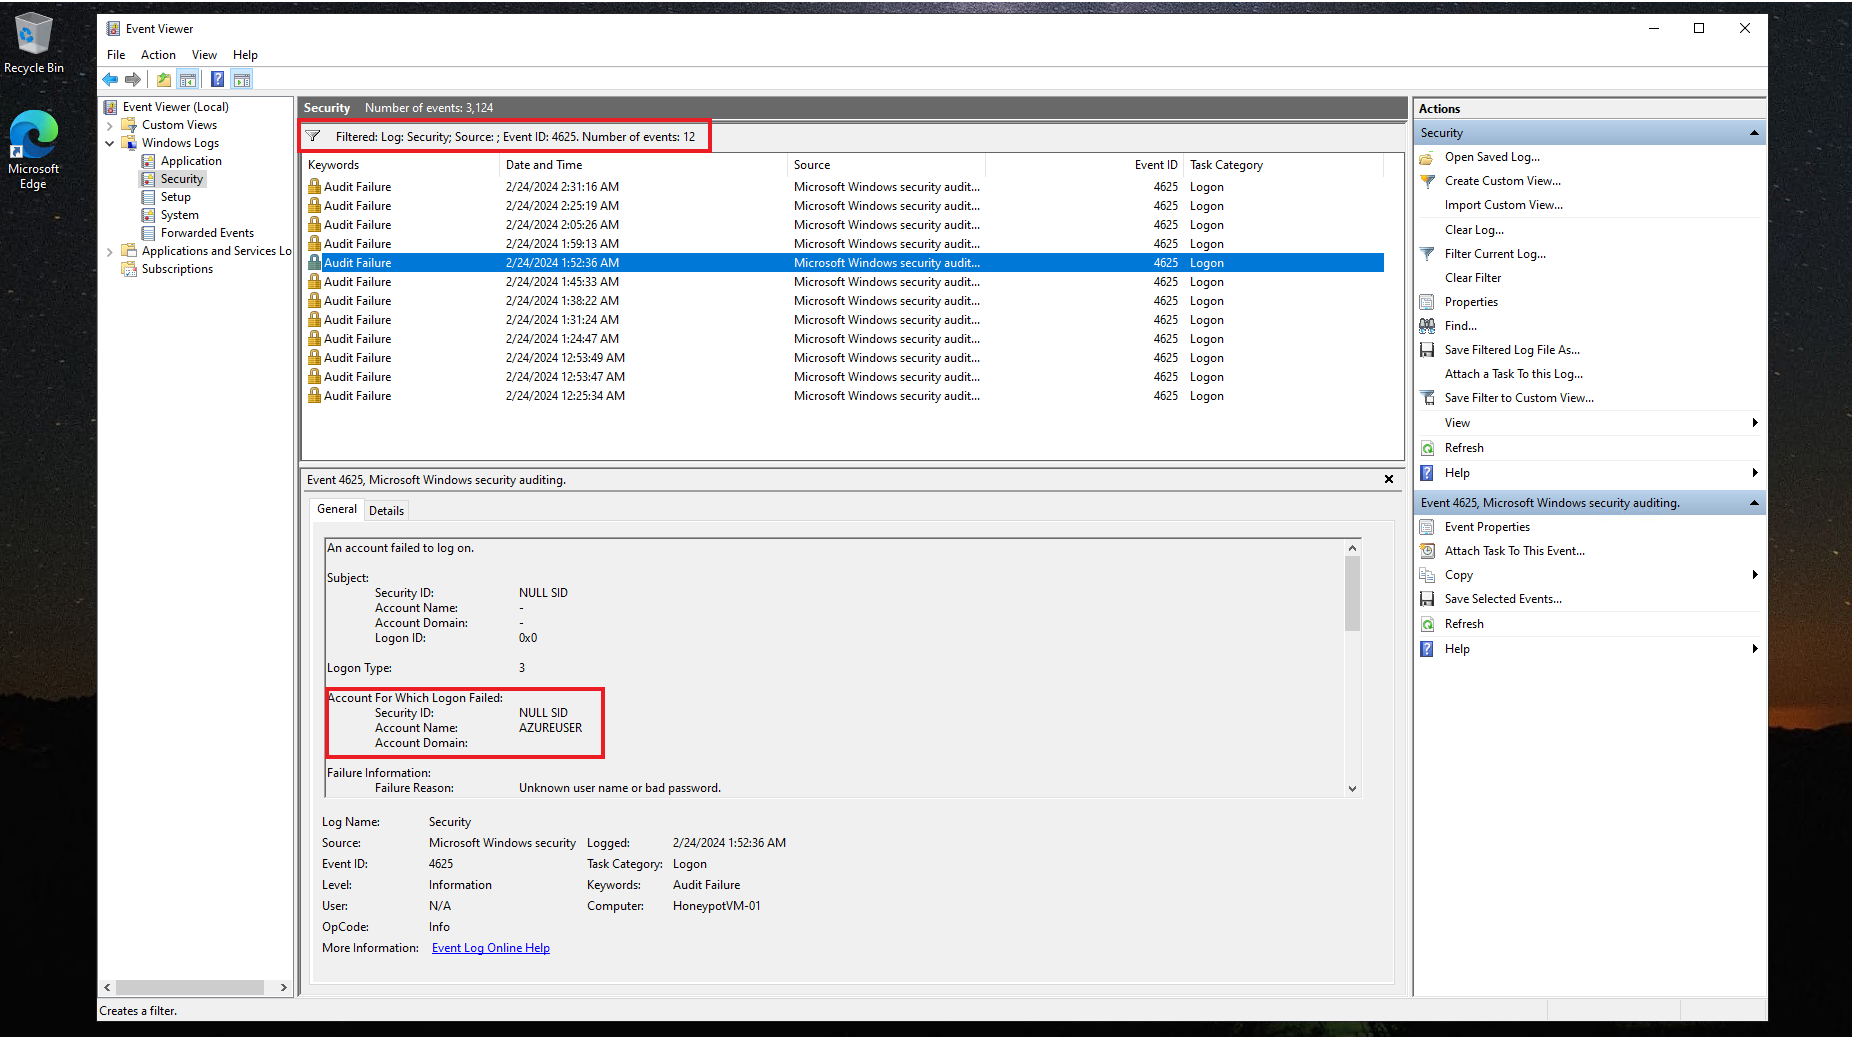 Recycle Bin
Microsoft
Edge
Event Viewer
File Action View Help
Event Viewer (Local)
Custom Views
Windows Logs
Application
Security
Setup
System
Forwarded Events
Applications and Services Lo
Subscriptions
Security Number of events: 3,124
Filtered: Log: Security; Source: ; Event ID: 4625. Number of events: 12
Keywords Date and Time Source Event ID Task Category
Audit Failure 2/24/2024 2:31:16 AM Microsoft Windows security audit... 4625 Logon
Audit Failure 2/24/2024 2:25:19 AM Microsoft Windows security audit... 4625 Logon
Audit Failure 2/24/2024 2:05:26 AM Microsoft Windows security audit... 4625 Logon
Audit Failure 2/24/2024 1:59:13 AM Microsoft Windows security audit... 4625 Logon
Audit Failure 2/24/2024 1:52:36 AM Microsoft Windows security audit... 4625 Logon
Audit Failure 2/24/2024 1:45:33 AM Microsoft Windows security audit... 4625 Logon
Audit Failure 2/24/2024 1:38:22 AM Microsoft Windows security audit... 4625 Logon
Audit Failure 2/24/2024 1:31:24 AM Microsoft Windows security audit... 4625 Logon
Audit Failure 2/24/2024 1:24:47 AM Microsoft Windows security audit... 4625 Logon
Audit Failure 2/24/2024 12:53:49 AM Microsoft Windows security audit... 4625 Logon
Audit Failure 2/24/2024 12:53:47 AM Microsoft Windows security audit... 4625 Logon
Audit Failure 2/24/2024 12:25:34 AM Microsoft Windows security audit... 4625 Logon
Event 4625, Microsoft Windows security auditing.
General Details
An account failed to log on.
Subject:
Security ID: NULL SID
Account Name: -
Account Domain: -
Logon ID: 0x0
Logon Type: 3
Account For Which Logon Failed:
Security ID: NULL SID
Account Name: AZUREUSER
Account Domain:
Failure Information:
Failure Reason: Unknown user name or bad password.
Log Name: Security
Source: Microsoft Windows security Logged: 2/24/2024 1:52:36 AM
Event ID: 4625 Task Category: Logon
Level: Information Keywords: Audit Failure
User: N/A Computer: HoneypotVM-01
OpCode: Info
More Information: Event Log Online Help
Actions
Security
Open Saved Log...
Create Custom View...
Import Custom View...
Clear Log...
Filter Current Log...
Clear Filter
Properties
Find...
Save Filtered Log File As...
Attach a Task To this Log...
Save Filter to Custom View...
View
Refresh
Help
Event 4625, Microsoft Windows security auditing.
Event Properties
Attach Task To This Event...
Copy
Save Selected Events...
Refresh
Help
Creates a filter.